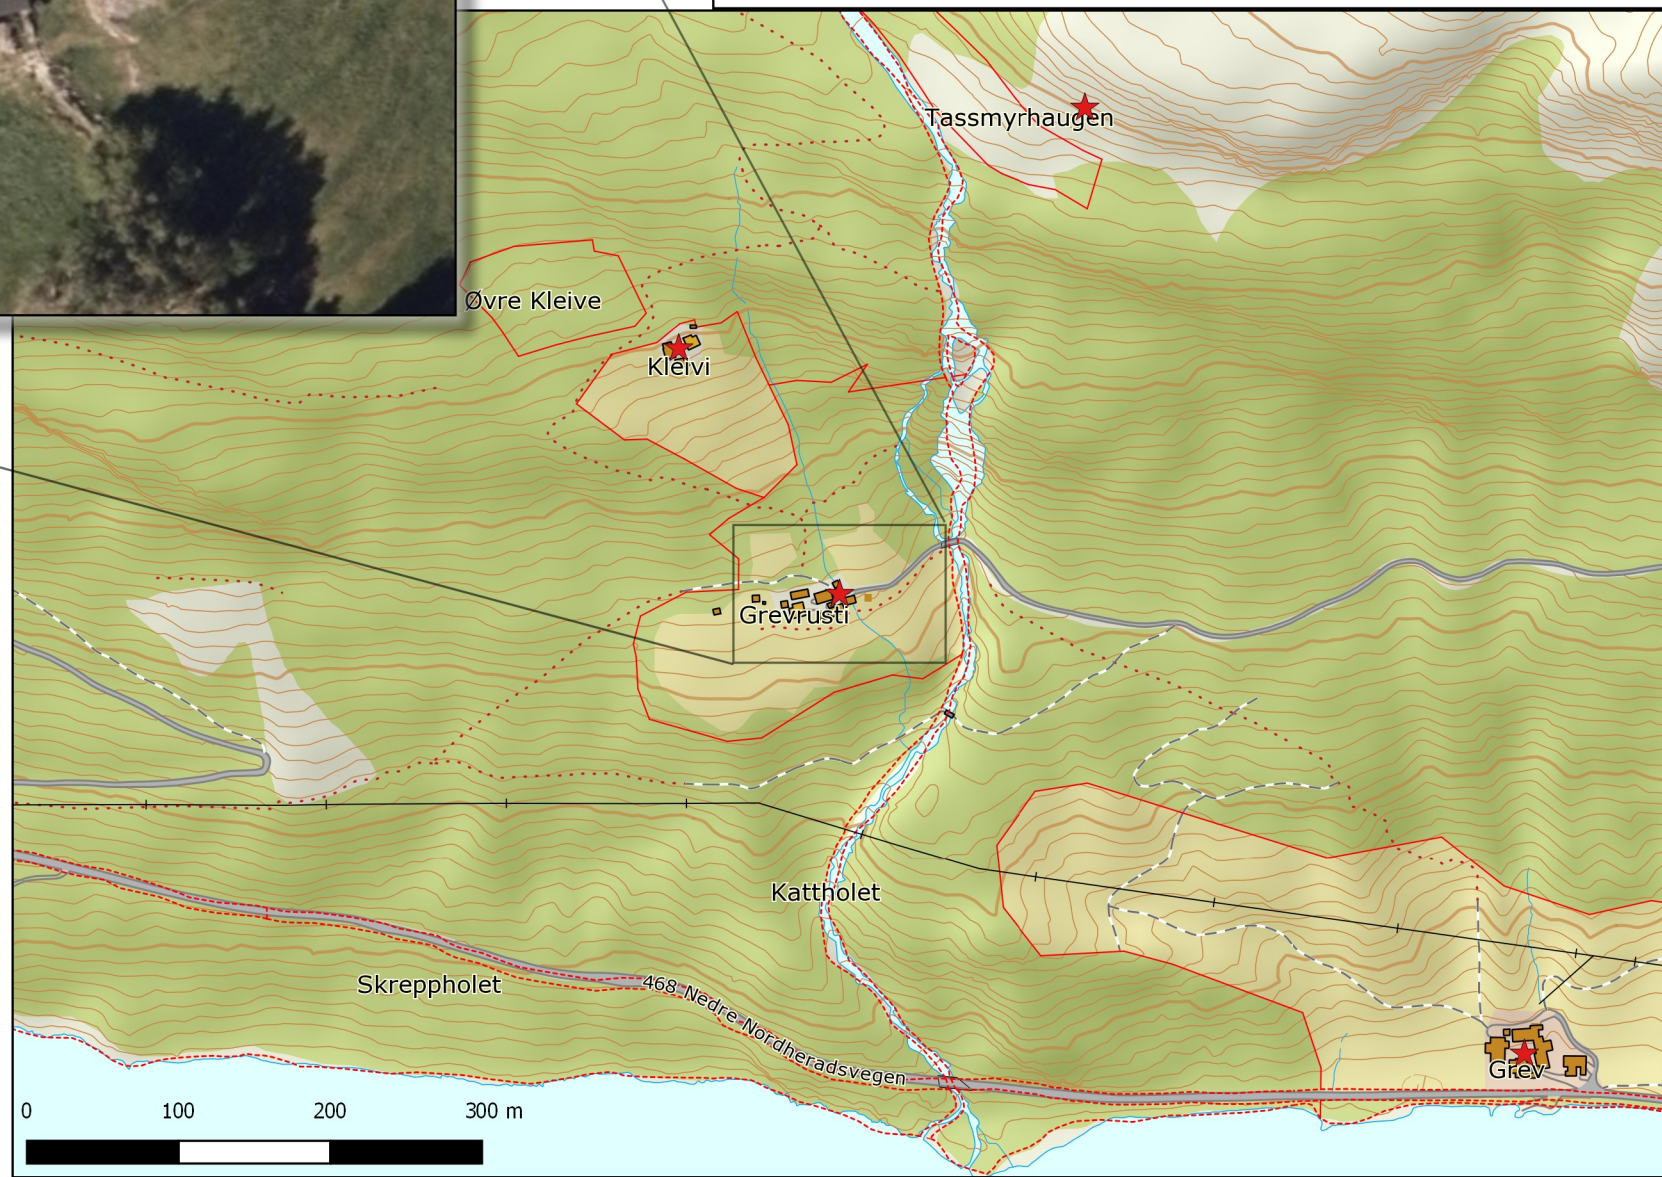 Tassmyrhaugen
Øvre Kleive
Kleivi
Grevrusti
Kattholet
Skreppholet
468 Nedre Nordheradsvegen
Grev
0 100 200 300 m